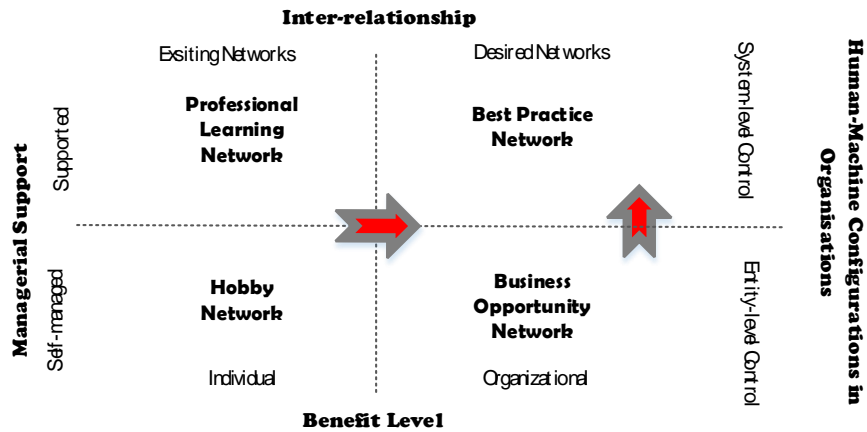 Inter-relationship
Exsiting Networks
Desired Networks
Professional
Learning
Network
Best Practice
Network
Managerial Support
Supported
Self-managed
System-level Control
Entity-level Control
Human-Machine Configurations in
Organisations
Hobby
Network
Business
Opportunity
Network
Individual
Organizational
Benefit Level